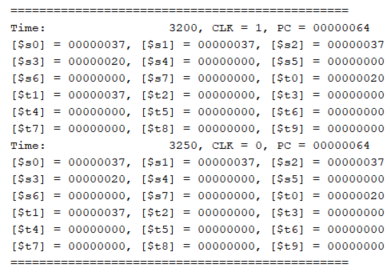 ==================================================
Time: 3200, CLK = 1, PC = 00000064
[$s0] = 00000037, [$s1] = 00000037, [$s2] = 00000037
[$s3] = 00000020, [$s4] = 00000000, [$s5] = 00000000
[$s6] = 00000000, [$s7] = 00000000, [$t0] = 00000020
[$t1] = 00000037, [$t2] = 00000000, [$t3] = 00000000
[$t4] = 00000000, [$t5] = 00000000, [$t6] = 00000000
[$t7] = 00000000, [$t8] = 00000000, [$t9] = 00000000
Time: 3250, CLK = 0, PC = 00000064
[$s0] = 00000037, [$s1] = 00000037, [$s2] = 00000037
[$s3] = 00000020, [$s4] = 00000000, [$s5] = 00000000
[$s6] = 00000000, [$s7] = 00000000, [$t0] = 00000020
[$t1] = 00000037, [$t2] = 00000000, [$t3] = 00000000
[$t4] = 00000000, [$t5] = 00000000, [$t6] = 00000000
[$t7] = 00000000, [$t8] = 00000000, [$t9] = 00000000
==================================================